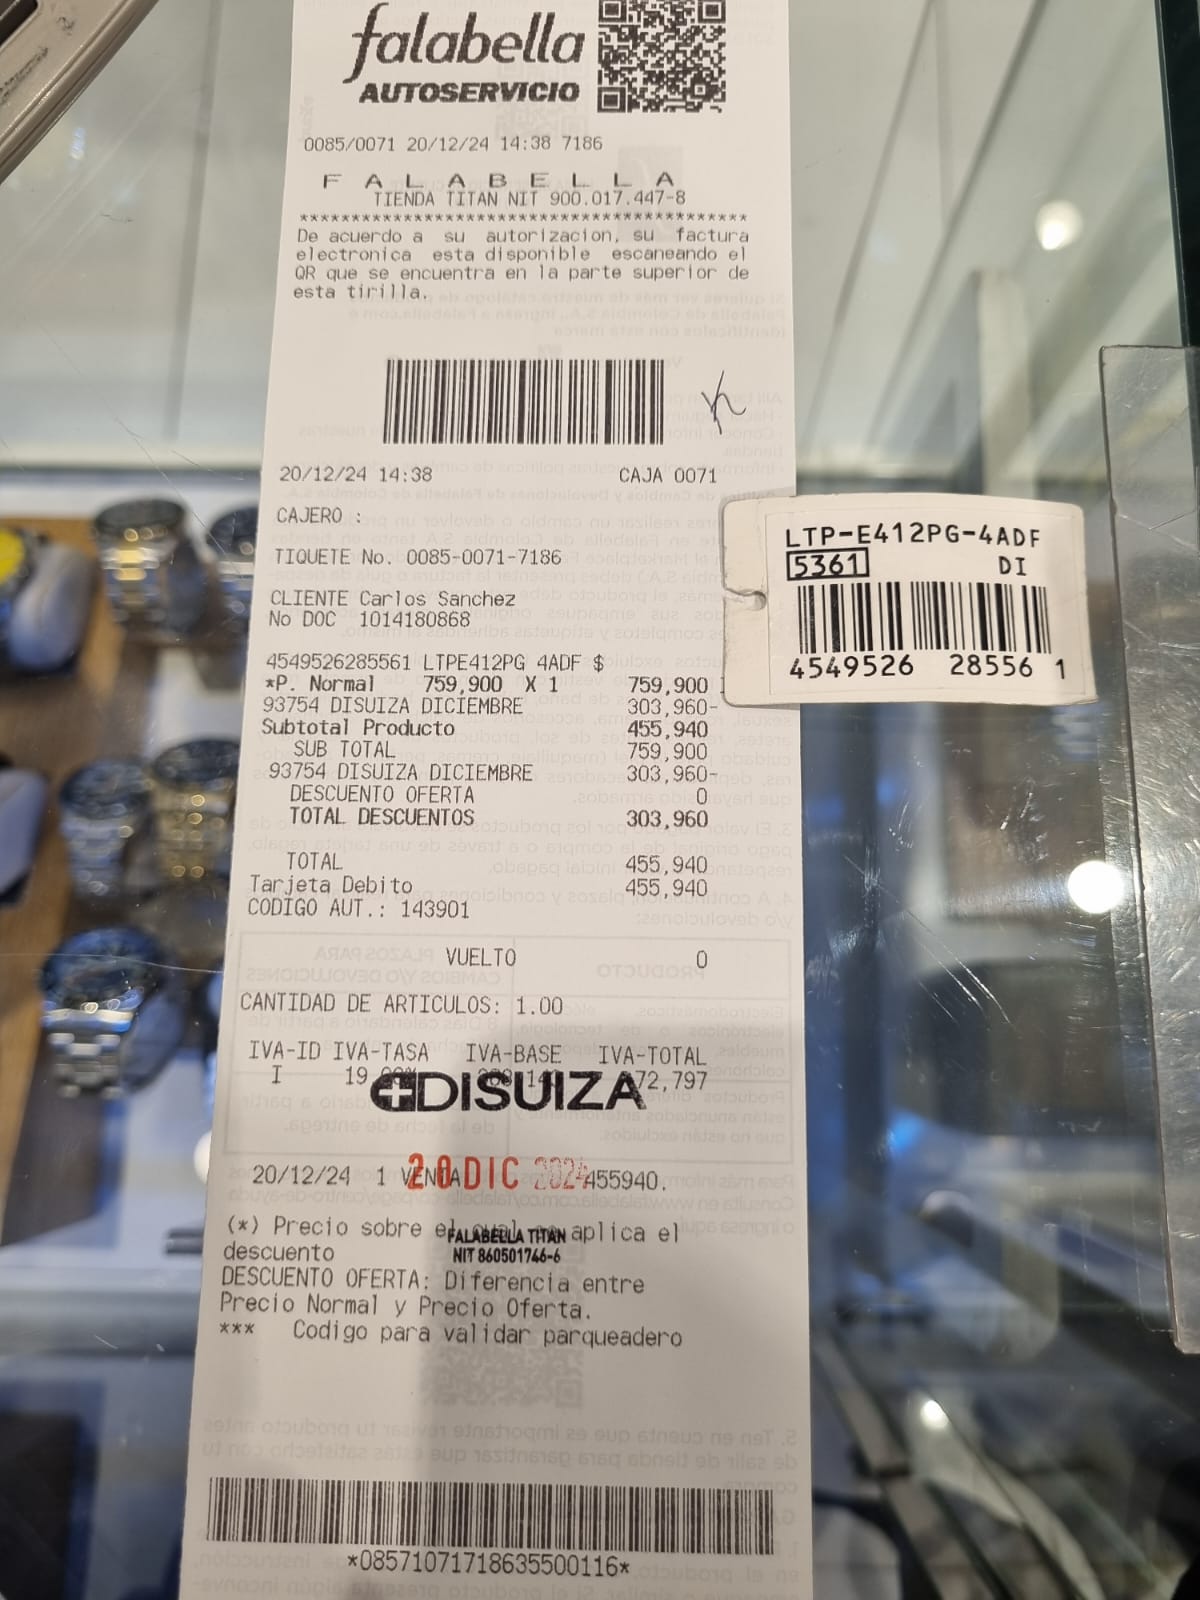 falabella
AUTOSERVICIO
0085/0071 20/12/24 14:38 7186
F A L A B E L L A
TIENDA TITAN NIT 900.017.447-8
*******************************************
De acuerdo a su autorizacion, su factura
electronica esta disponible escaneando el
QR que se encuentra en la parte superior de
esta tirilla.
20/12/24 14:38 CAJA 0071
CAJERO :
TIQUETE No. 0085-0071-7186
CLIENTE Carlos Sanchez
No DOC 1014180868
4549526285561 LTPE412PG 4ADF $
*P. Normal 759,900 X 1 759,900
93754 DISUIZA DICIEMBRE 303,960-
Subtotal Producto 455,940
SUB TOTAL 759,900
93754 DISUIZA DICIEMBRE 303,960-
DESCUENTO OFERTA 0
TOTAL DESCUENTOS 303,960
TOTAL 455,940
Tarjeta Debito 455,940
CODIGO AUT.: 143901
VUELTO 0
CANTIDAD DE ARTICULOS: 1.00
IVA-ID IVA-TASA IVA-BASE IVA-TOTAL
I 19 72,797
DISUIZA
20/12/24 1 VENTA 455940.
20 DIC 2024
(*) Precio sobre el aplica el
FALABELLA TITAN
NIT 860501746-6
descuento
DESCUENTO OFERTA: Diferencia entre
Precio Normal y Precio Oferta.
*** Codigo para validar parqueadero
*08571071718635500116*
LTP-E412PG-4ADF
5361 DI
4549526 28556 1